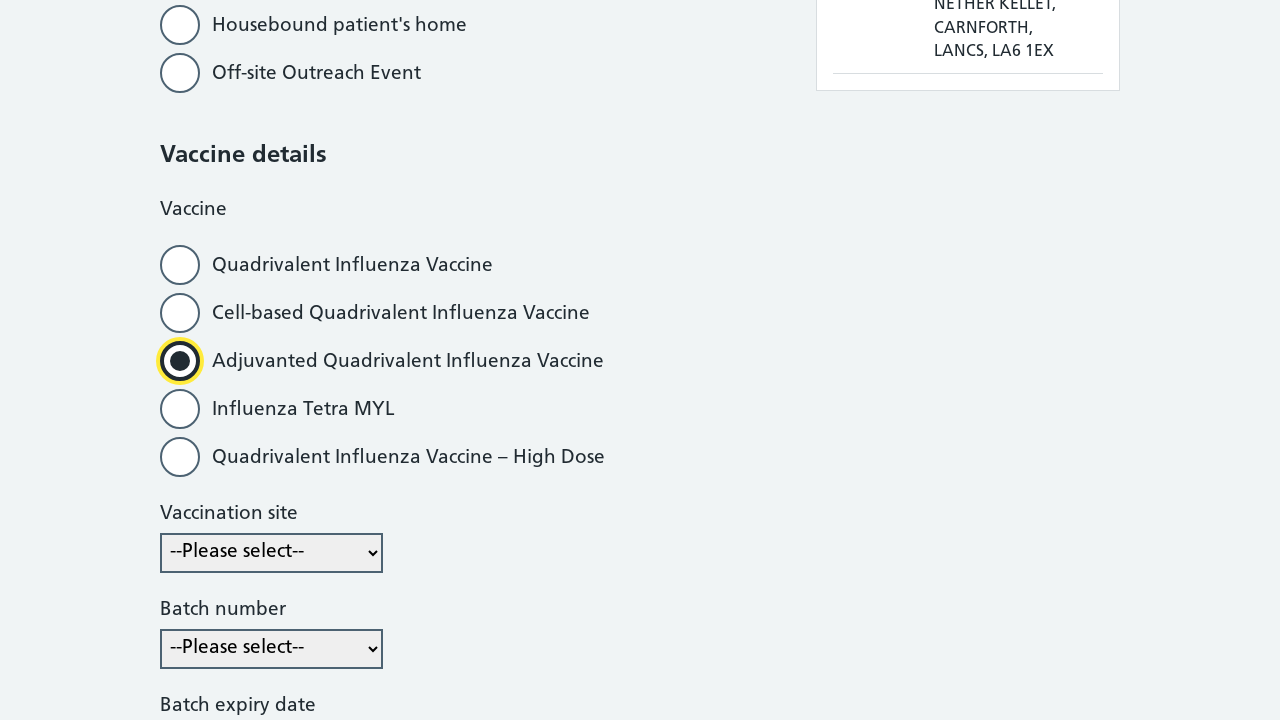 Housebound patient's home
Off-site Outreach Event
NETHER KELLET,
CARNFORTH,
LANCS, LA6 1EX
Vaccine details
Vaccine
Quadrivalent Influenza Vaccine
Cell-based Quadrivalent Influenza Vaccine
Adjuvanted Quadrivalent Influenza Vaccine
Influenza Tetra MYL
Quadrivalent Influenza Vaccine – High Dose
Vaccination site
--Please select--
Batch number
--Please select--
Batch expiry date